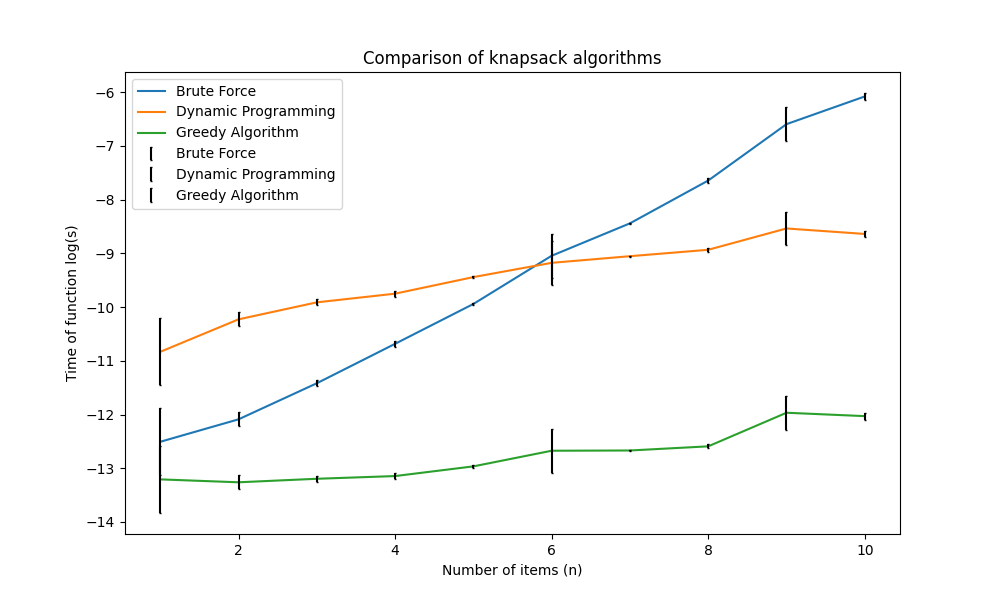 Comparison of knapsack algorithms
Brute Force
Dynamic Programming
Greedy Algorithm
Brute Force
Dynamic Programming
Greedy Algorithm
−6
−7
−8
−9
−10
−11
−12
−13
−14
Time of function log(s)
2 4 6 8 10
Number of items (n)